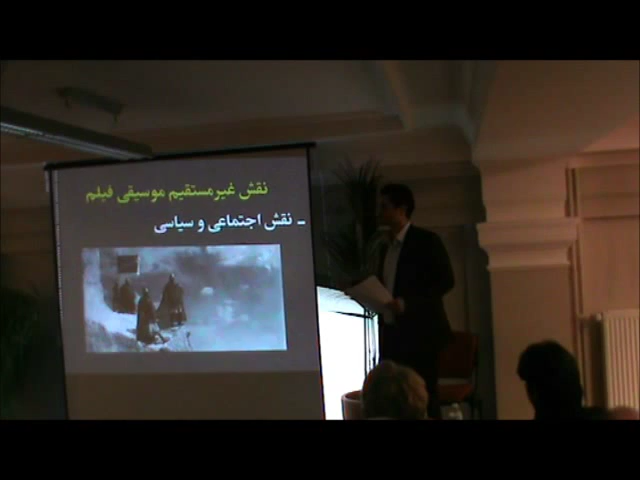 نقش غیرمستقیم موسیقی فیلم
- نقش اجتماعی و سیاسی